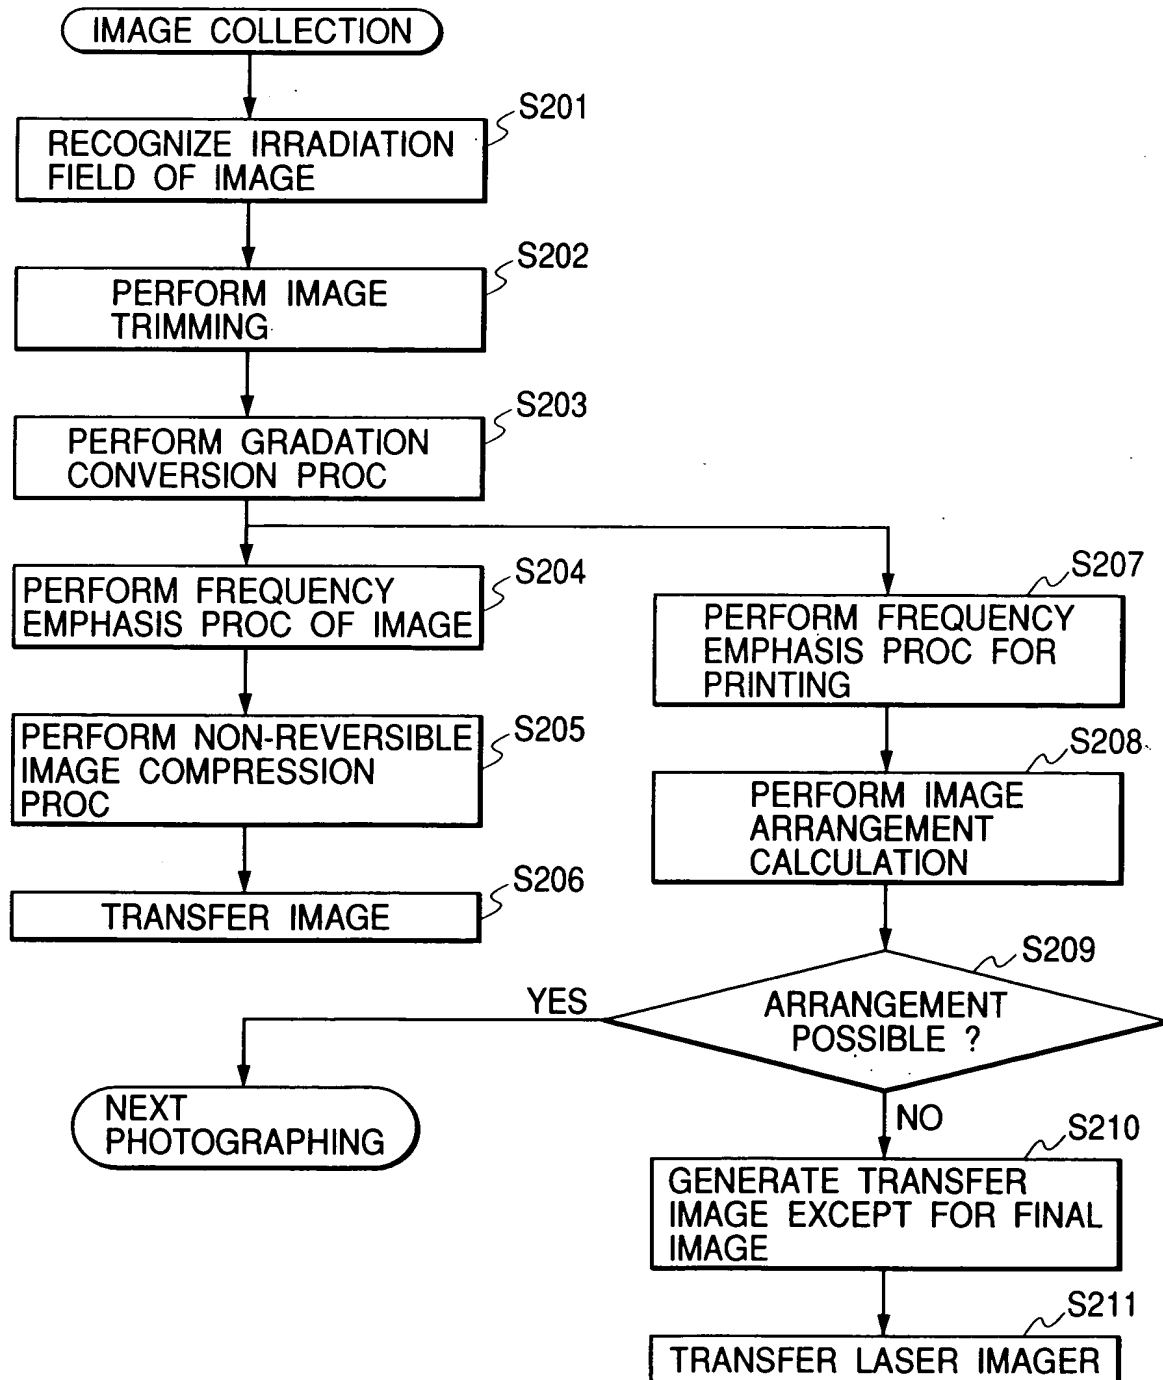 IMAGE COLLECTION
S201
RECOGNIZE IRRADIATION
FIELD OF IMAGE
S202
PERFORM IMAGE
TRIMMING
S203
PERFORM GRADATION
CONVERSION PROC
S204
PERFORM FREQUENCY
EMPHASIS PROC OF IMAGE
S205
PERFORM NON-REVERSIBLE
IMAGE COMPRESSION
PROC
S206
TRANSFER IMAGE
S207
PERFORM FREQUENCY
EMPHASIS PROC FOR
PRINTING
S208
PERFORM IMAGE
ARRANGEMENT
CALCULATION
S209
ARRANGEMENT
POSSIBLE ?
YES
NEXT
PHOTOGRAPHING
NO
S210
GENERATE TRANSFER
IMAGE EXCEPT FOR FINAL
IMAGE
S211
TRANSFER LASER IMAGER